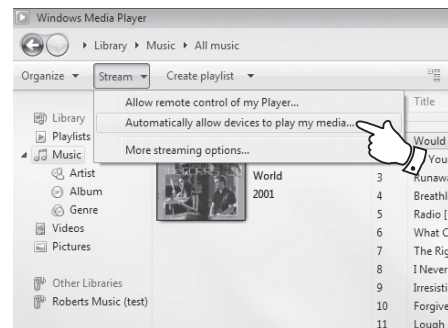 Windows Media Player
Library Music All music
Organize Stream Create playlist
Allow remote control of my Player...
Automatically allow devices to play my media...
More streaming options...
Library
Playlists
Music
Artist
Album
Genre
Videos
Pictures
Other Libraries
Roberts Music (test)
World
2001
Title
Would
You
3 Runaw
4 Breathl
5 Radio [
6 What C
7 The Rig
8 I Never
9 Irresisti
10 Forgive
11 Lough